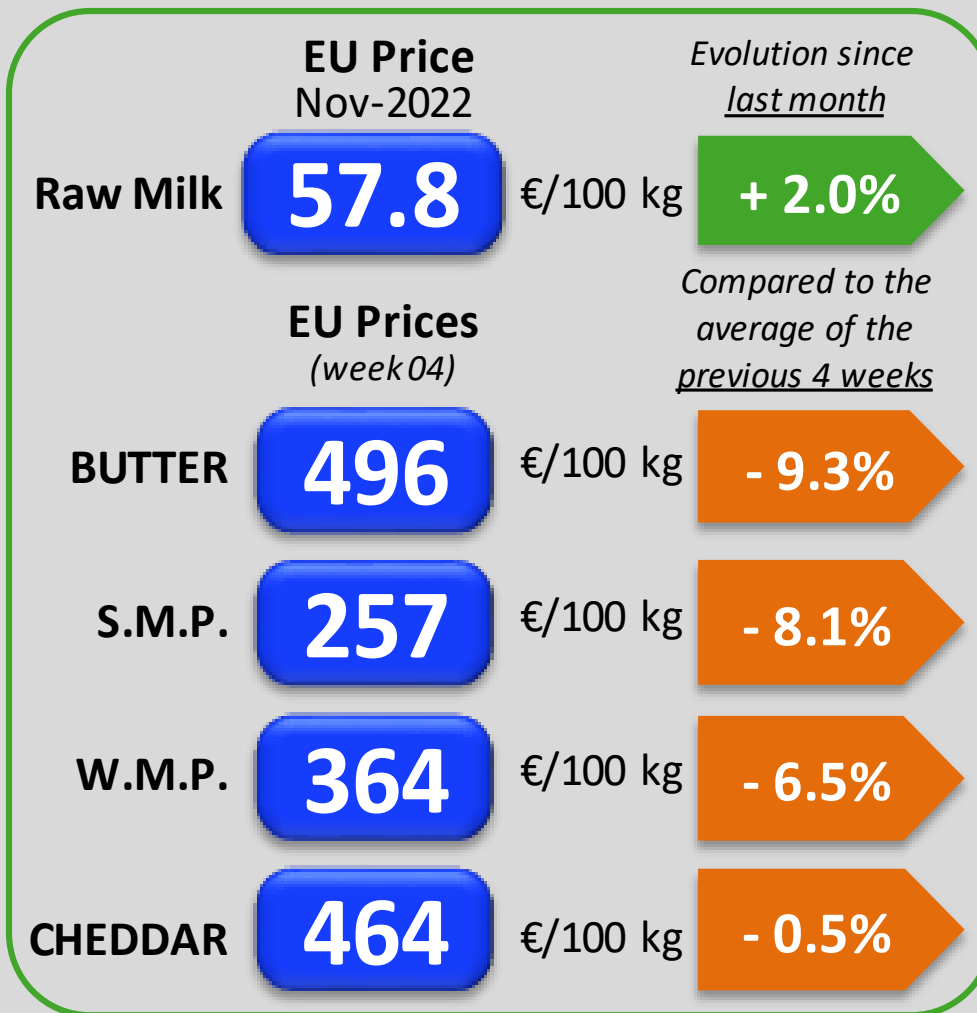 EU Price
Nov-2022
Evolution since
last month
Raw Milk 57.8 €/100 kg + 2.0%
EU Prices
(week 04)
Compared to the
average of the
previous 4 weeks
BUTTER 496 €/100 kg - 9.3%
S.M.P. 257 €/100 kg - 8.1%
W.M.P. 364 €/100 kg - 6.5%
CHEDDAR 464 €/100 kg - 0.5%